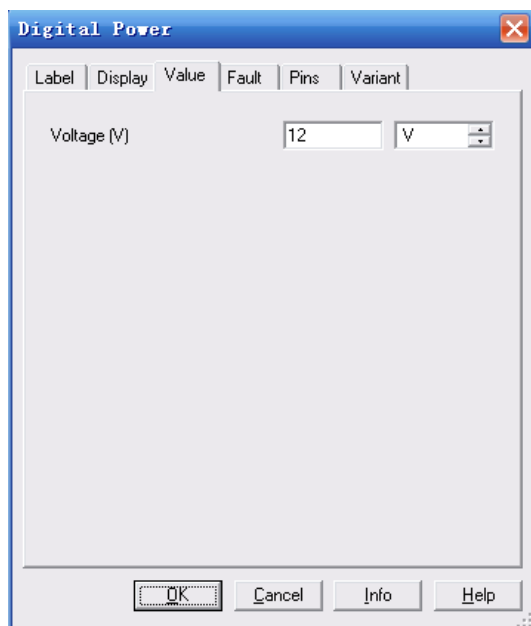 Digital Power
Label Display Value Fault Pins Variant
Voltage (V) 12 V
OK Cancel Info Help